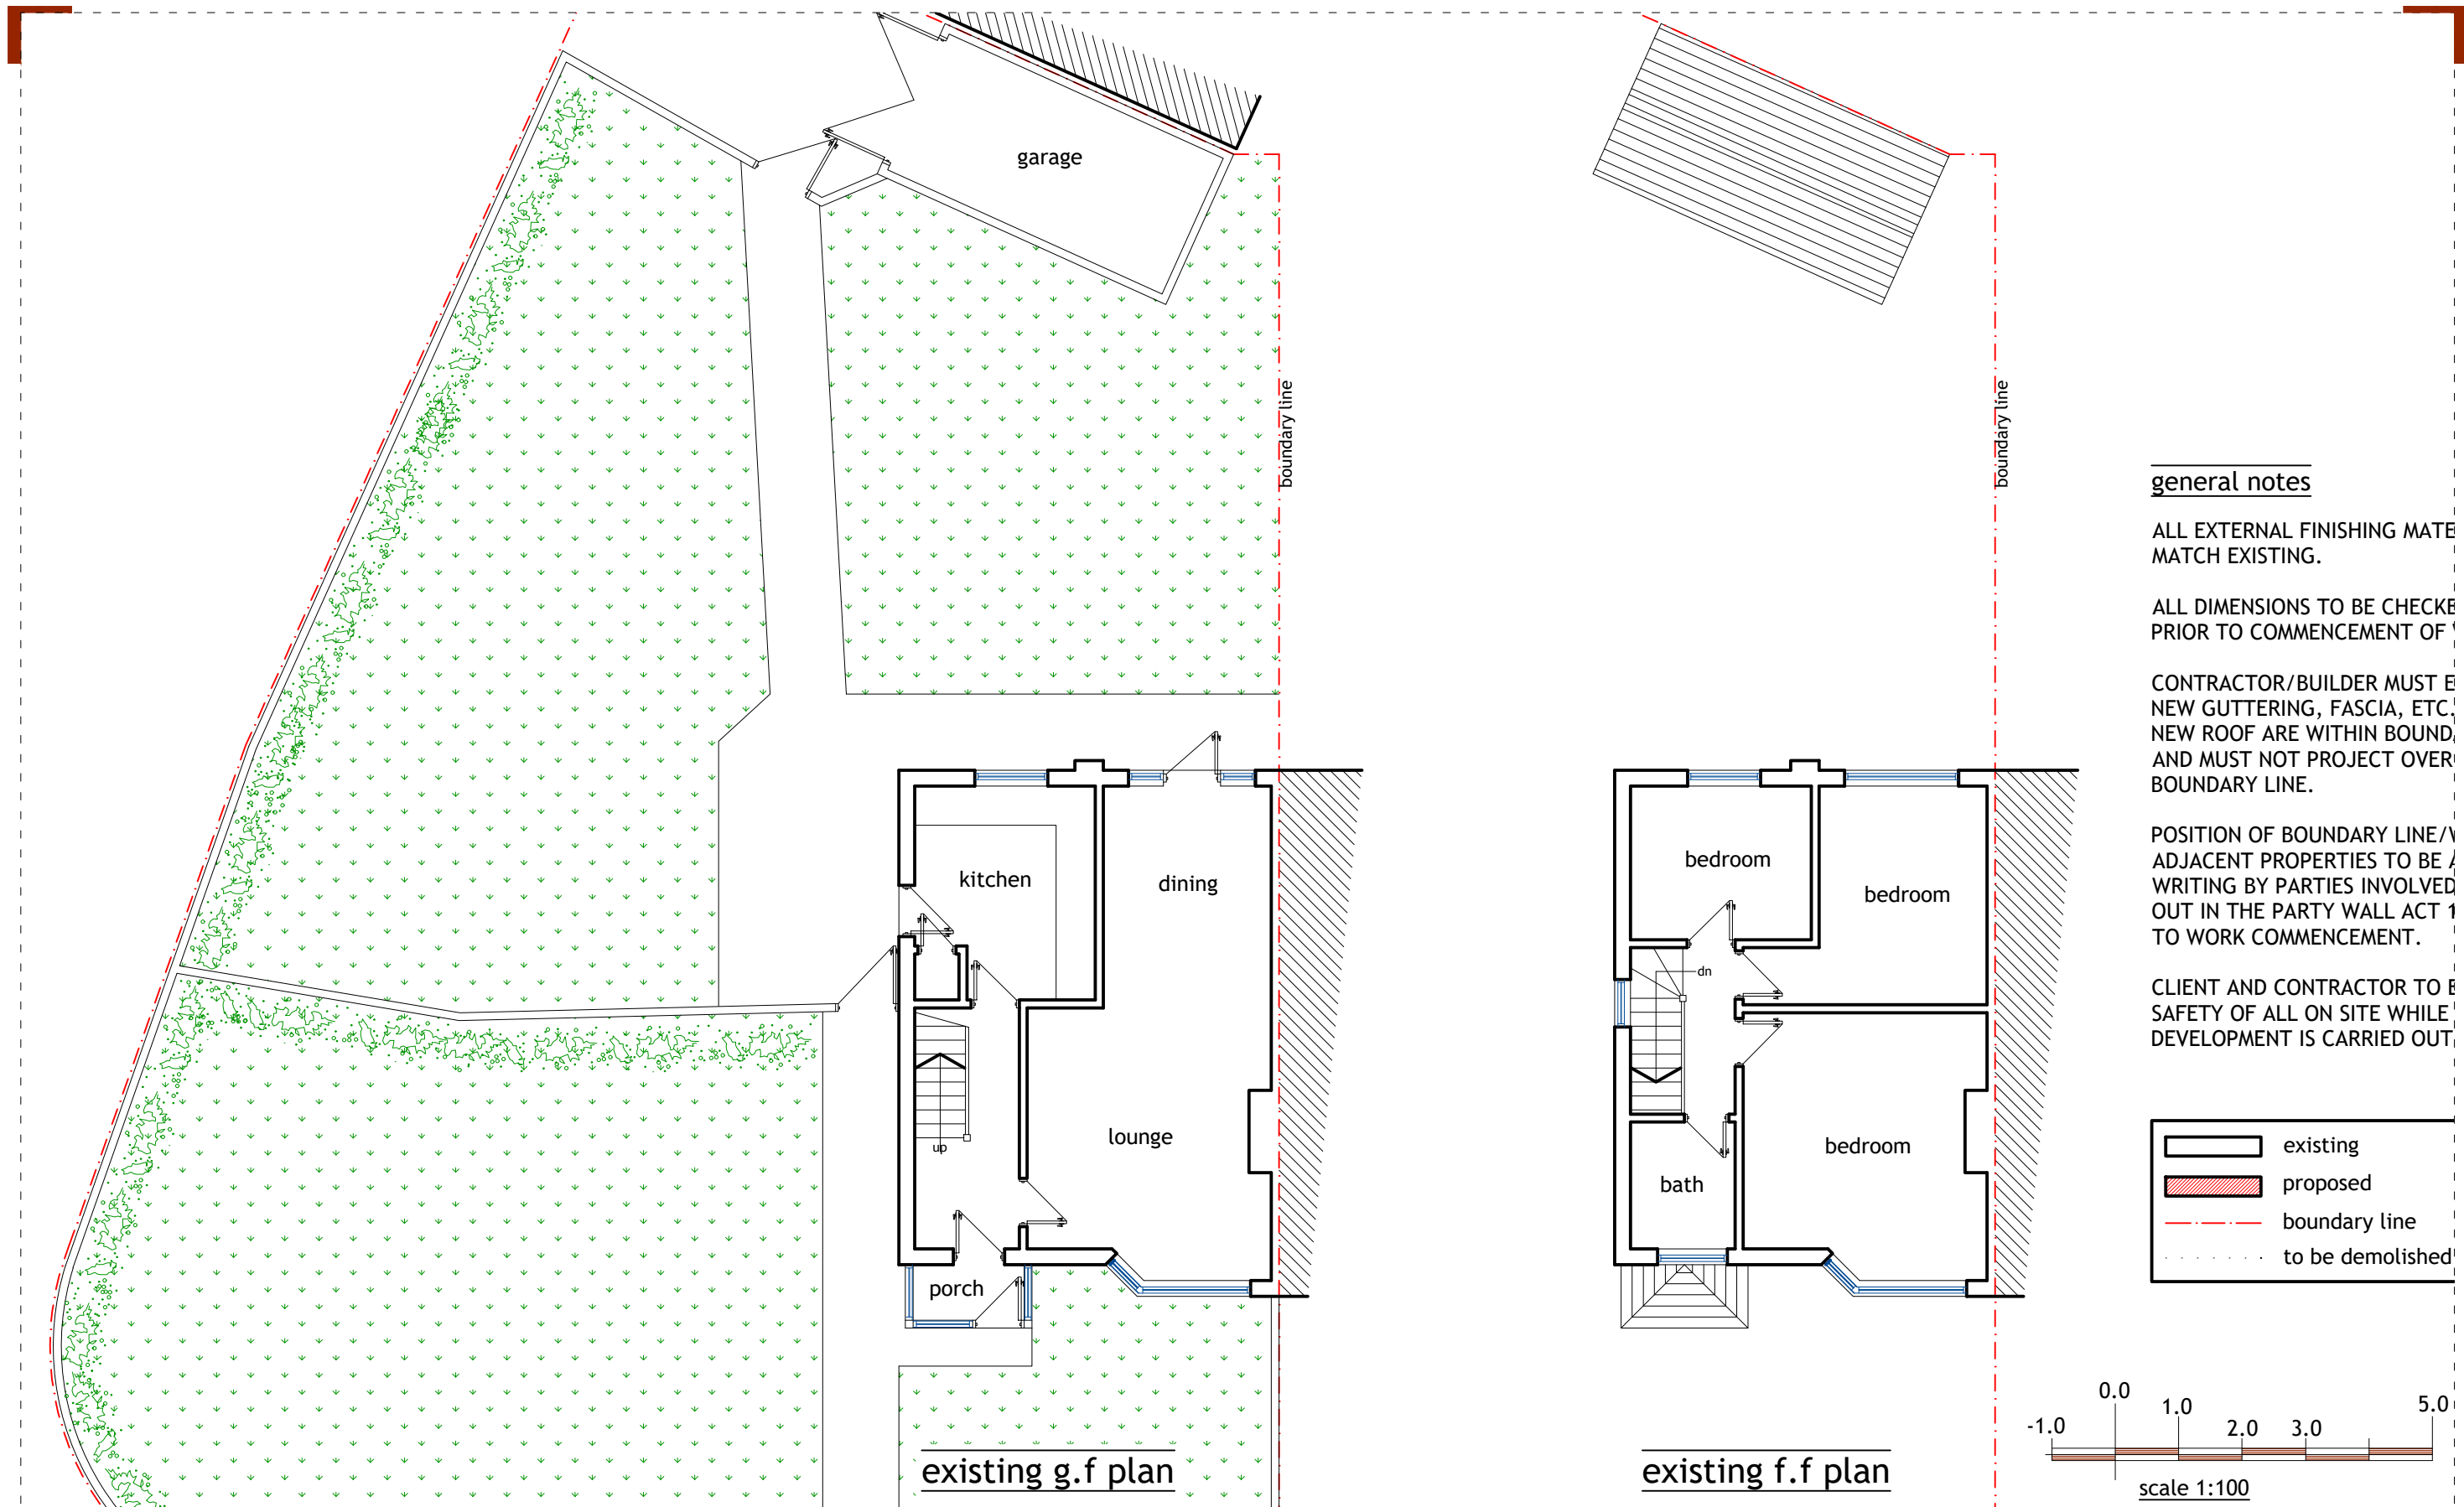 garage
boundary line
boundary line
general notes
ALL EXTERNAL FINISHING
MATCH EXISTING.
ALL DIMENSIONS TO BE
PRIOR TO COMMENCEMENT OF
CONTRACTOR/BUILDER MUST
NEW GUTTERING, FASCIA, ETC.
NEW ROOF ARE WITHIN
AND MUST NOT PROJECT
BOUNDARY LINE.
POSITION OF BOUNDARY
ADJACENT PROPERTIES TO BE
WRITING BY PARTIES INVOLVED
OUT IN THE PARTY WALL ACT
TO WORK COMMENCEMENT.
CLIENT AND CONTRACTOR TO
SAFETY OF ALL ON SITE WHILE
DEVELOPMENT IS CARRIED OUT
kitchen
dining
lounge
up
porch
bedroom
bedroom
dn
bedroom
bath
existing
proposed
boundary line
to be demolished
existing g.f plan
existing f.f plan
-1.0 0.0 1.0 2.0 3.0 5.0
scale 1:100